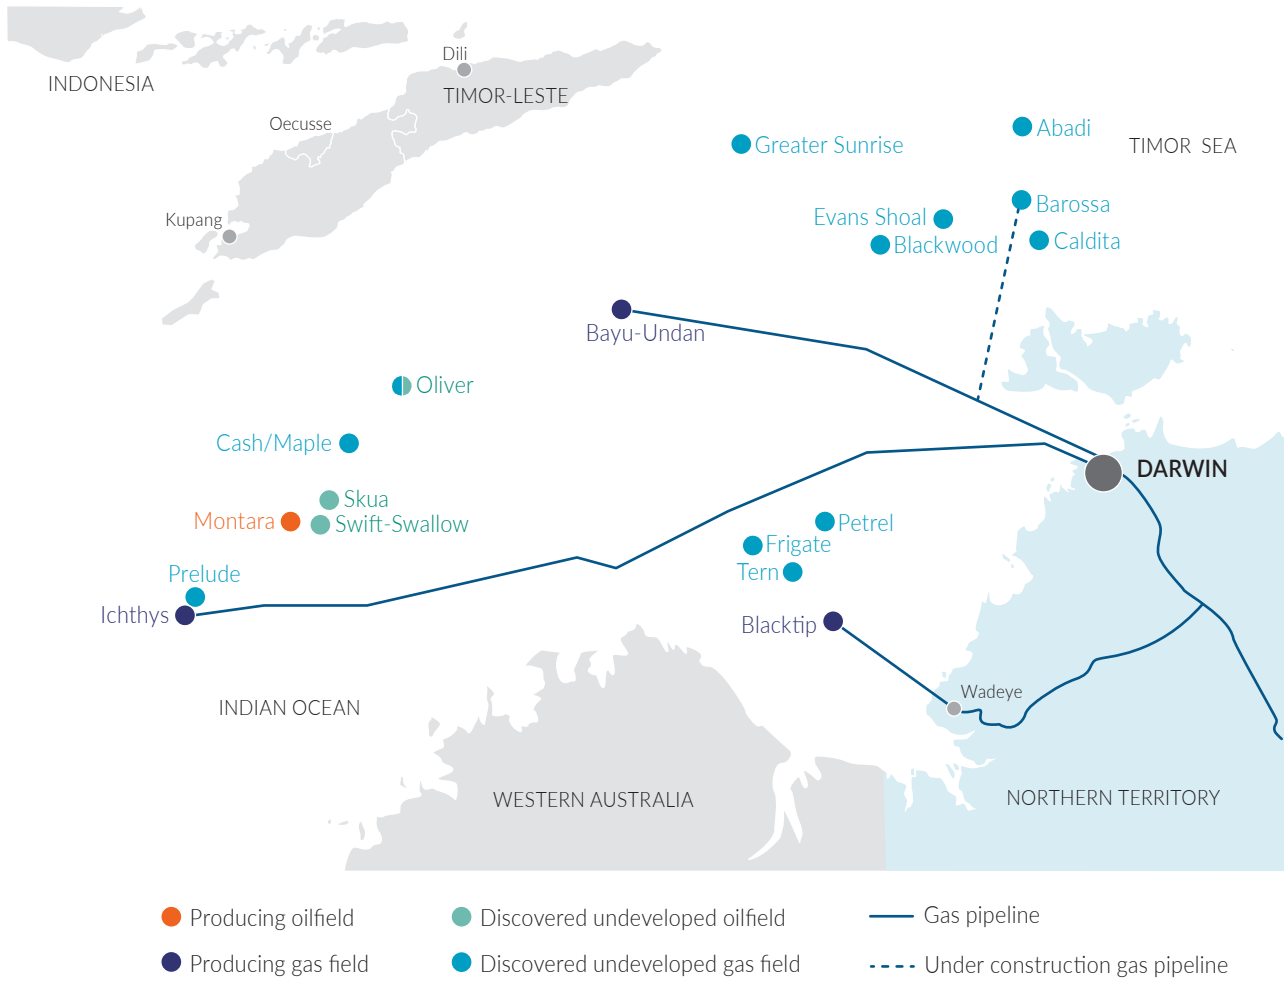 Dili
INDONESIA
TIMOR-LESTE
Oecusse
Abadi
Greater Sunrise
TIMOR SEA
Barossa
Kupang
Evans Shoal
Blackwood
Caldita
Bayu-Undan
Oliver
Cash/Maple
DARWIN
Skua
Montara
Swift-Swallow
Petrel
Frigate
Prelude
Tern
Ichthys
Blacktip
Wadeye
INDIAN OCEAN
WESTERN AUSTRALIA
NORTHERN TERRITORY
Producing oilfield
Discovered undeveloped oilfield
Gas pipeline
Producing gas field
Discovered undeveloped gas field
Under construction gas pipeline